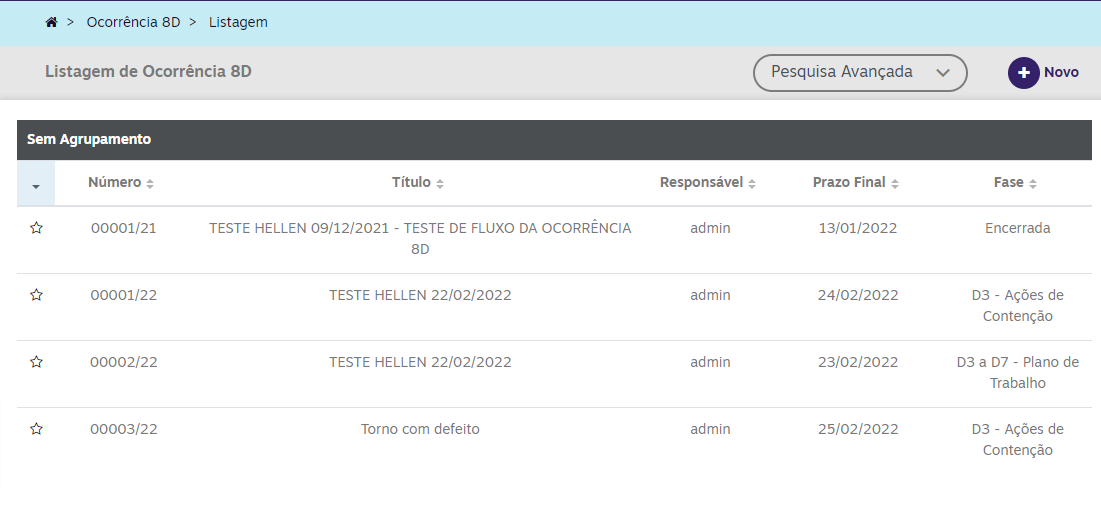 > Ocorrência 8D > Listagem
Listagem de Ocorrência 8D
Pesquisa Avançada
Novo
Sem Agrupamento
Número Título Responsável Prazo Final Fase
00001/21 TESTE HELLEN 09/12/2021 - TESTE DE FLUXO DA OCORRÊNCIA admin 13/01/2022 Encerrada
8D
00001/22 TESTE HELLEN 22/02/2022 admin 24/02/2022 D3 - Ações de
Contenção
00002/22 TESTE HELLEN 22/02/2022 admin 23/02/2022 D3 a D7 - Plano de
Trabalho
00003/22 Torno com defeito admin 25/02/2022 D3 - Ações de
Contenção